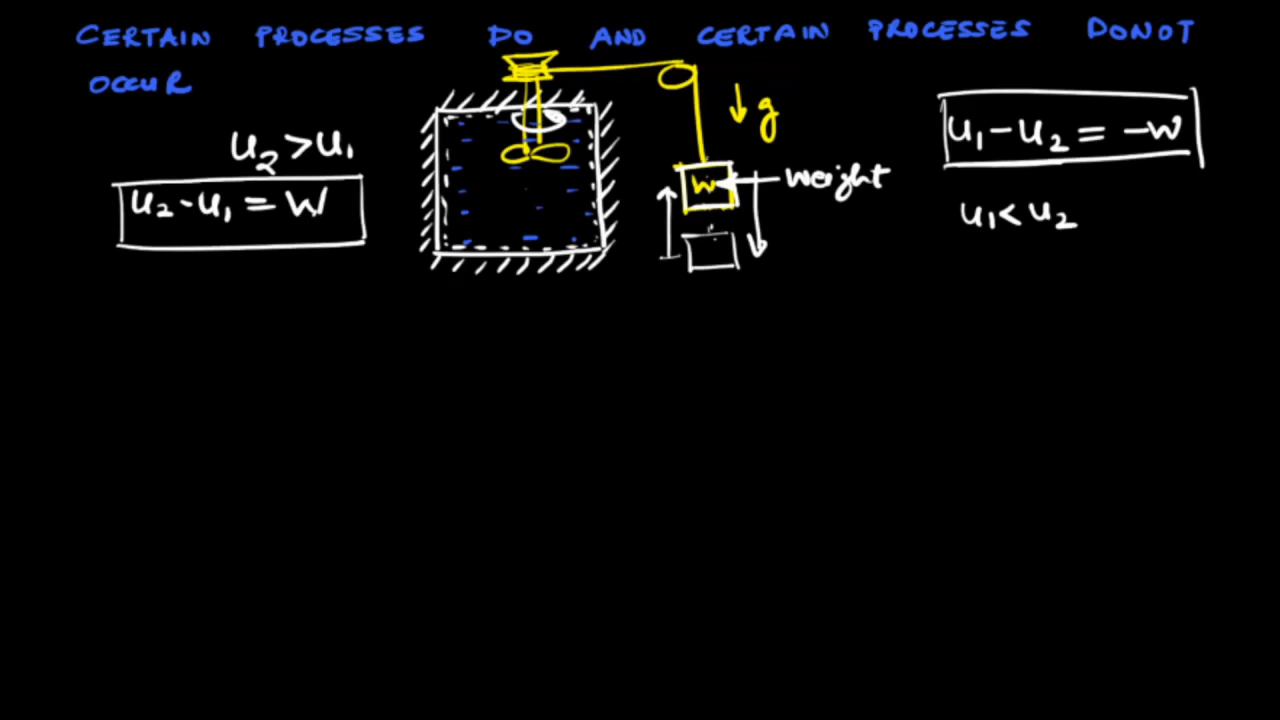 CERTAIN PROCESSES DO AND CERTAIN PROCESSES DONOT
OCCUR
u₂ > u₁
u₂ - u₁ = W
g
W
Weight
u₁ - u₂ = -W
u₁ < u₂